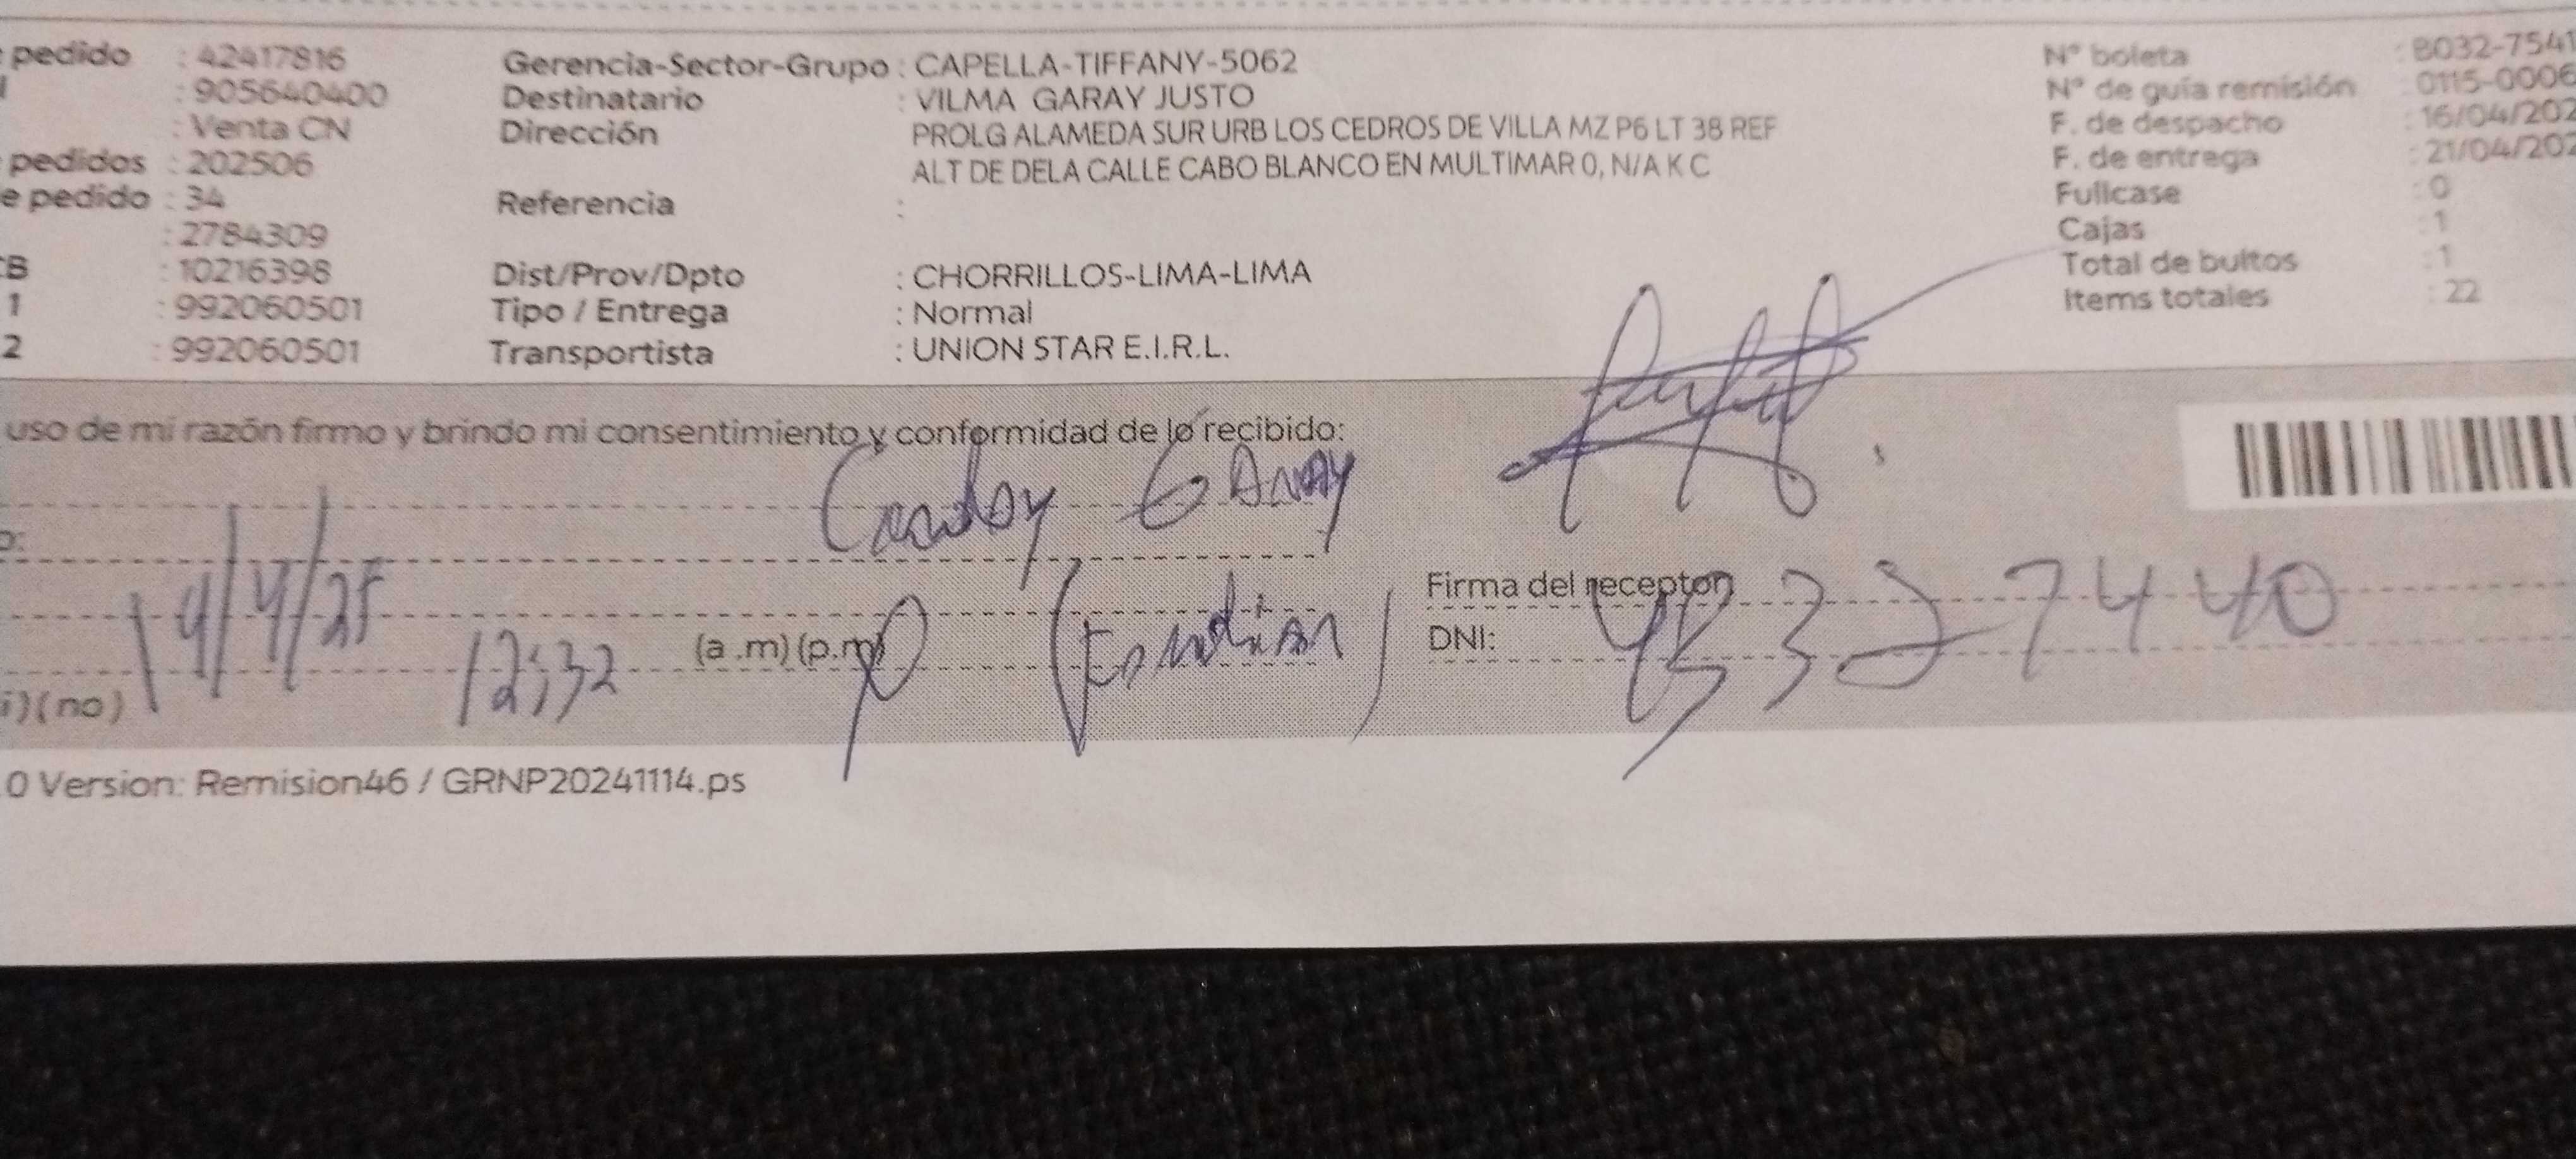 pedido : 42417816 Gerencia-Sector-Grupo : CAPELLA-TIFFANY-5062 N° boleta : B032-7541
: 905640400 Destinatario : VILMA GARAY JUSTO N° de guía remisión : 0115-0006
: Venta CN Dirección PROLG ALAMEDA SUR URB LOS CEDROS DE VILLA MZ P6 LT 38 REF F. de despacho : 16/04/202
pedidos : 202506 ALT DE DELA CALLE CABO BLANCO EN MULTIMAR 0, N/A K C F. de entrega : 21/04/202
e pedido : 34 Referencia : Fullcase : 0
: 2784309 Cajas : 1
CB : 10216398 Dist/Prov/Dpto : CHORRILLOS-LIMA-LIMA Total de bultos : 1
1 : 992060501 Tipo / Entrega : Normal Items totales : 22
2 : 992060501 Transportista : UNION STAR E.I.R.L.
uso de mi razón firmo y brindo mi consentimiento y conformidad de lo recibido:
Garay
o:
14/4/25 Firma del receptor
12:32 (a .m) (p.m) DNI: 45327440
i) (no)
0 Version: Remision46 / GRNP20241114.ps